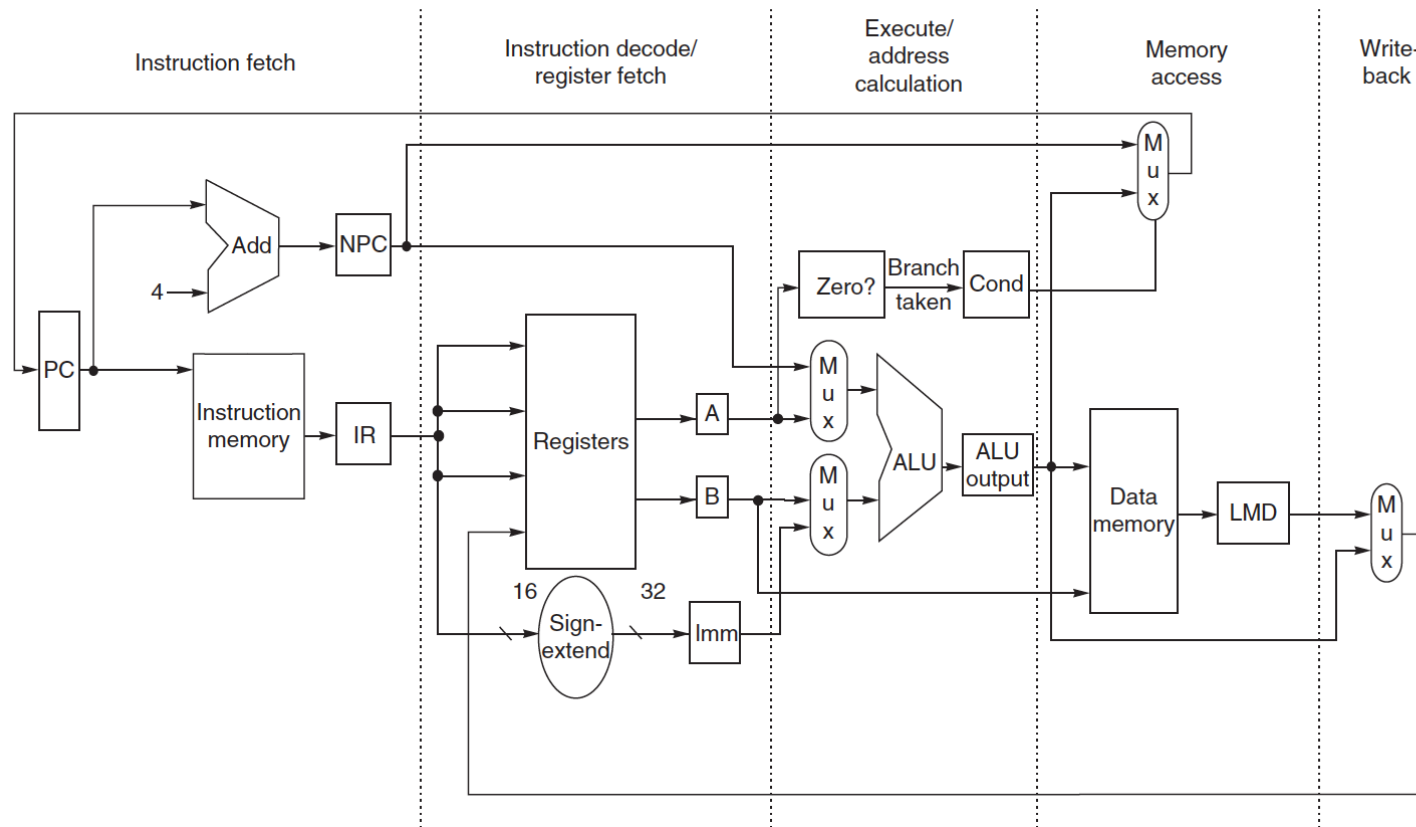 Instruction fetch
Instruction decode/
register fetch
Execute/
address
calculation
Memory
access
Write-
back
M
u
x
Add
NPC
4
Zero?
Branch
taken
Cond
PC
Instruction
memory
IR
Registers
A
B
M
u
x
M
u
x
ALU
ALU
output
Data
memory
LMD
M
u
x
16
Sign-
extend
32
Imm